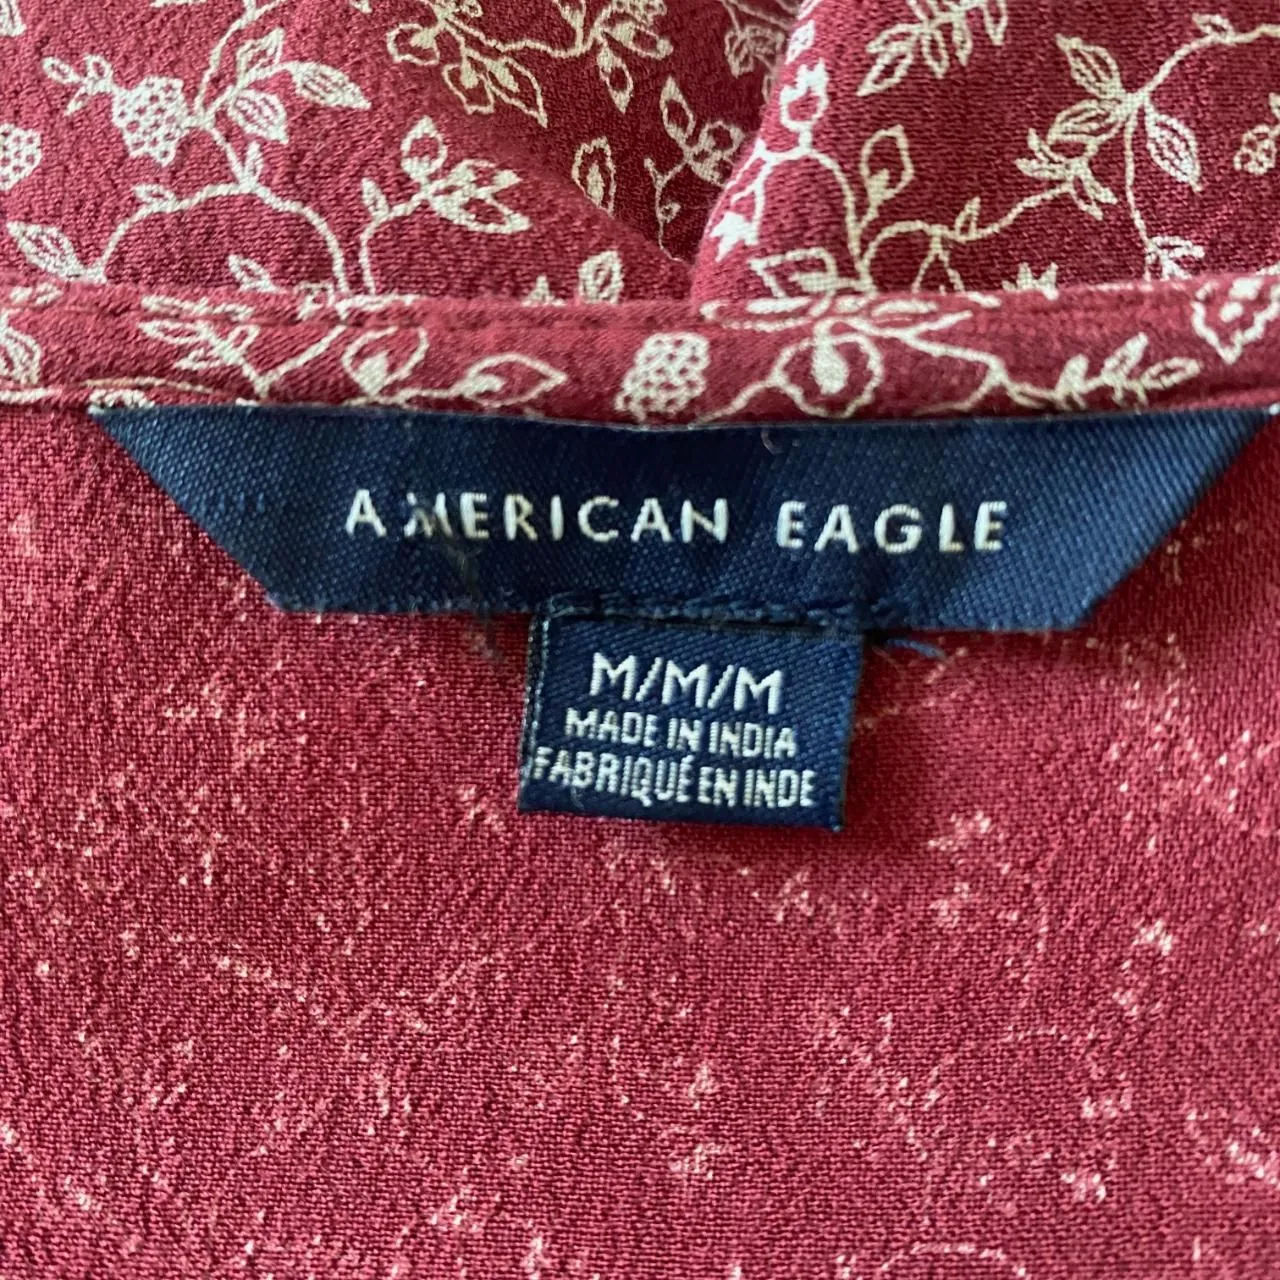 AMERICAN EAGLE
M/M/M
MADE IN INDIA
FABRIQUÉ EN INDE